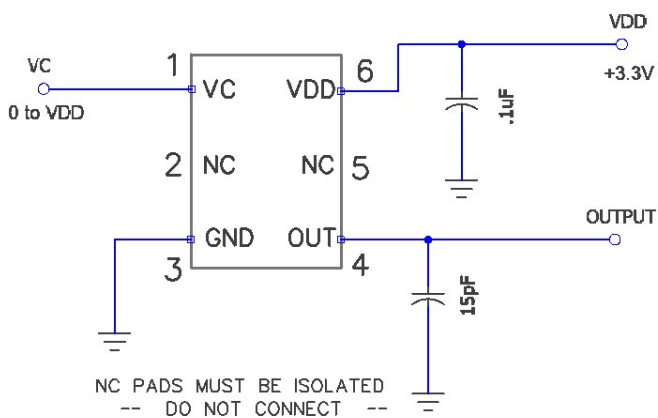 VDD
VC
1
6
+3.3V
VC
VDD
0 to VDD
.1uF
2
NC
NC
5
OUTPUT
GND
OUT
3
4
15pF
NC PADS MUST BE ISOLATED
-- DO NOT CONNECT --